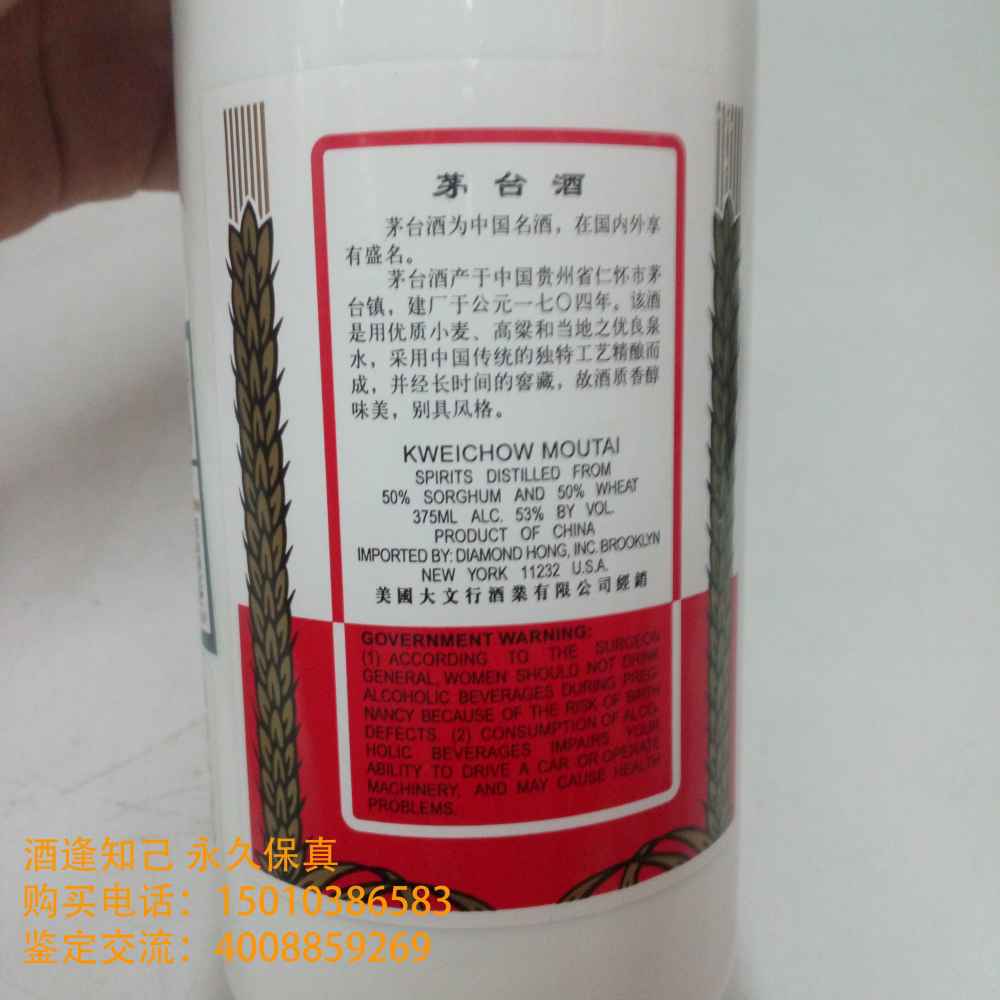 茅台酒
茅台酒为中国名酒，在国内外享
有盛名。
茅台酒产于中国贵州省仁怀市茅
台镇，建厂于公元一七〇四年。该酒
是用优质小麦、高粱和当地之优良泉
水，采用中国传统的独特工艺精酿而
成，并经长时间的窖藏，故酒质香醇
味美，别具风格。
KWEICHOW MOUTAI
SPIRITS DISTILLED FROM
50% SORGHUM AND 50% WHEAT
375ML ALC. 53% BY VOL.
PRODUCT OF CHINA
IMPORTED BY: DIAMOND HONG, INC. BROOKLYN
NEW YORK 11232 U.S.A.
美國大文行酒業有限公司經銷
GOVERNMENT WARNING:
(1) ACCORDING TO THE SURGEON
GENERAL, WOMEN SHOULD NOT DRINK
ALCOHOLIC BEVERAGES DURING PREG-
NANCY BECAUSE OF THE RISK OF BIRTH
DEFECTS. (2) CONSUMPTION OF ALCO-
HOLIC BEVERAGES IMPAIRS YOUR
ABILITY TO DRIVE A CAR OR OPERATE
MACHINERY, AND MAY CAUSE HEALTH
PROBLEMS.
酒逢知己 永久保真
购买电话：15010386583
鉴定交流：4008859269